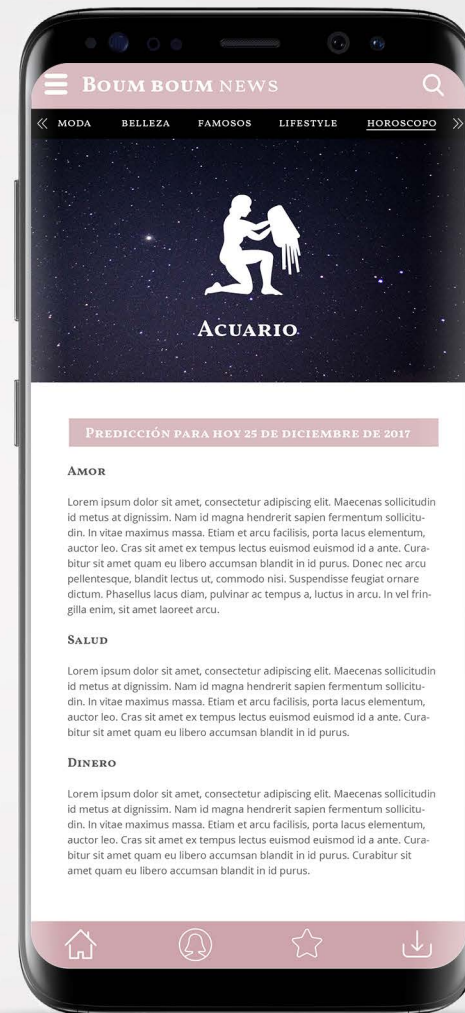 Boum boum news
« MODA BELLEZA FAMOSOS LIFESTYLE HOROSCOPO »
Acuario
Predicción para hoy 25 de diciembre de 2017
Amor
Lorem ipsum dolor sit amet, consectetur adipiscing elit. Maecenas sollicitudin
id metus at dignissim. Nam id magna hendrerit sapien fermentum sollicitu-
din. In vitae maximus massa. Etiam et arcu facilisis, porta lacus elementum,
auctor leo. Cras sit amet ex tempus lectus euismod euismod id a ante. Cura-
bitur sit amet quam eu libero accumsan blandit in id purus. Donec nec arcu
pellentesque, blandit lectus ut, commodo nisi. Suspendisse feugiat ornare
dictum. Phasellus lacus diam, pulvinar ac tempus a, luctus in arcu. In vel frin-
gilla enim, sit amet laoreet arcu.
Salud
Lorem ipsum dolor sit amet, consectetur adipiscing elit. Maecenas sollicitudin
id metus at dignissim. Nam id magna hendrerit sapien fermentum sollicitu-
din. In vitae maximus massa. Etiam et arcu facilisis, porta lacus elementum,
auctor leo. Cras sit amet ex tempus lectus euismod euismod id a ante. Cura-
bitur sit amet quam eu libero accumsan blandit in id purus.
Dinero
Lorem ipsum dolor sit amet, consectetur adipiscing elit. Maecenas sollicitudin
id metus at dignissim. Nam id magna hendrerit sapien fermentum sollicitu-
din. In vitae maximus massa. Etiam et arcu facilisis, porta lacus elementum,
auctor leo. Cras sit amet ex tempus lectus euismod euismod id a ante. Cura-
bitur sit amet quam eu libero accumsan blandit in id purus. Curabitur sit
amet quam eu libero accumsan blandit in id purus.